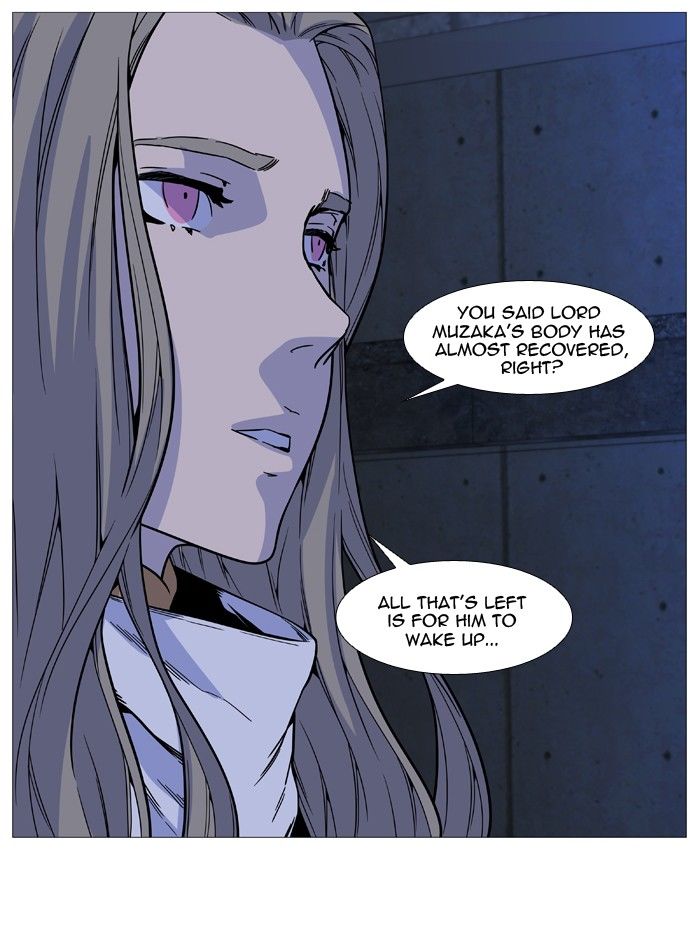 YOU SAID LORD
MUZAKA'S BODY HAS
ALMOST RECOVERED,
RIGHT?
ALL THAT'S LEFT
IS FOR HIM TO
WAKE UP...